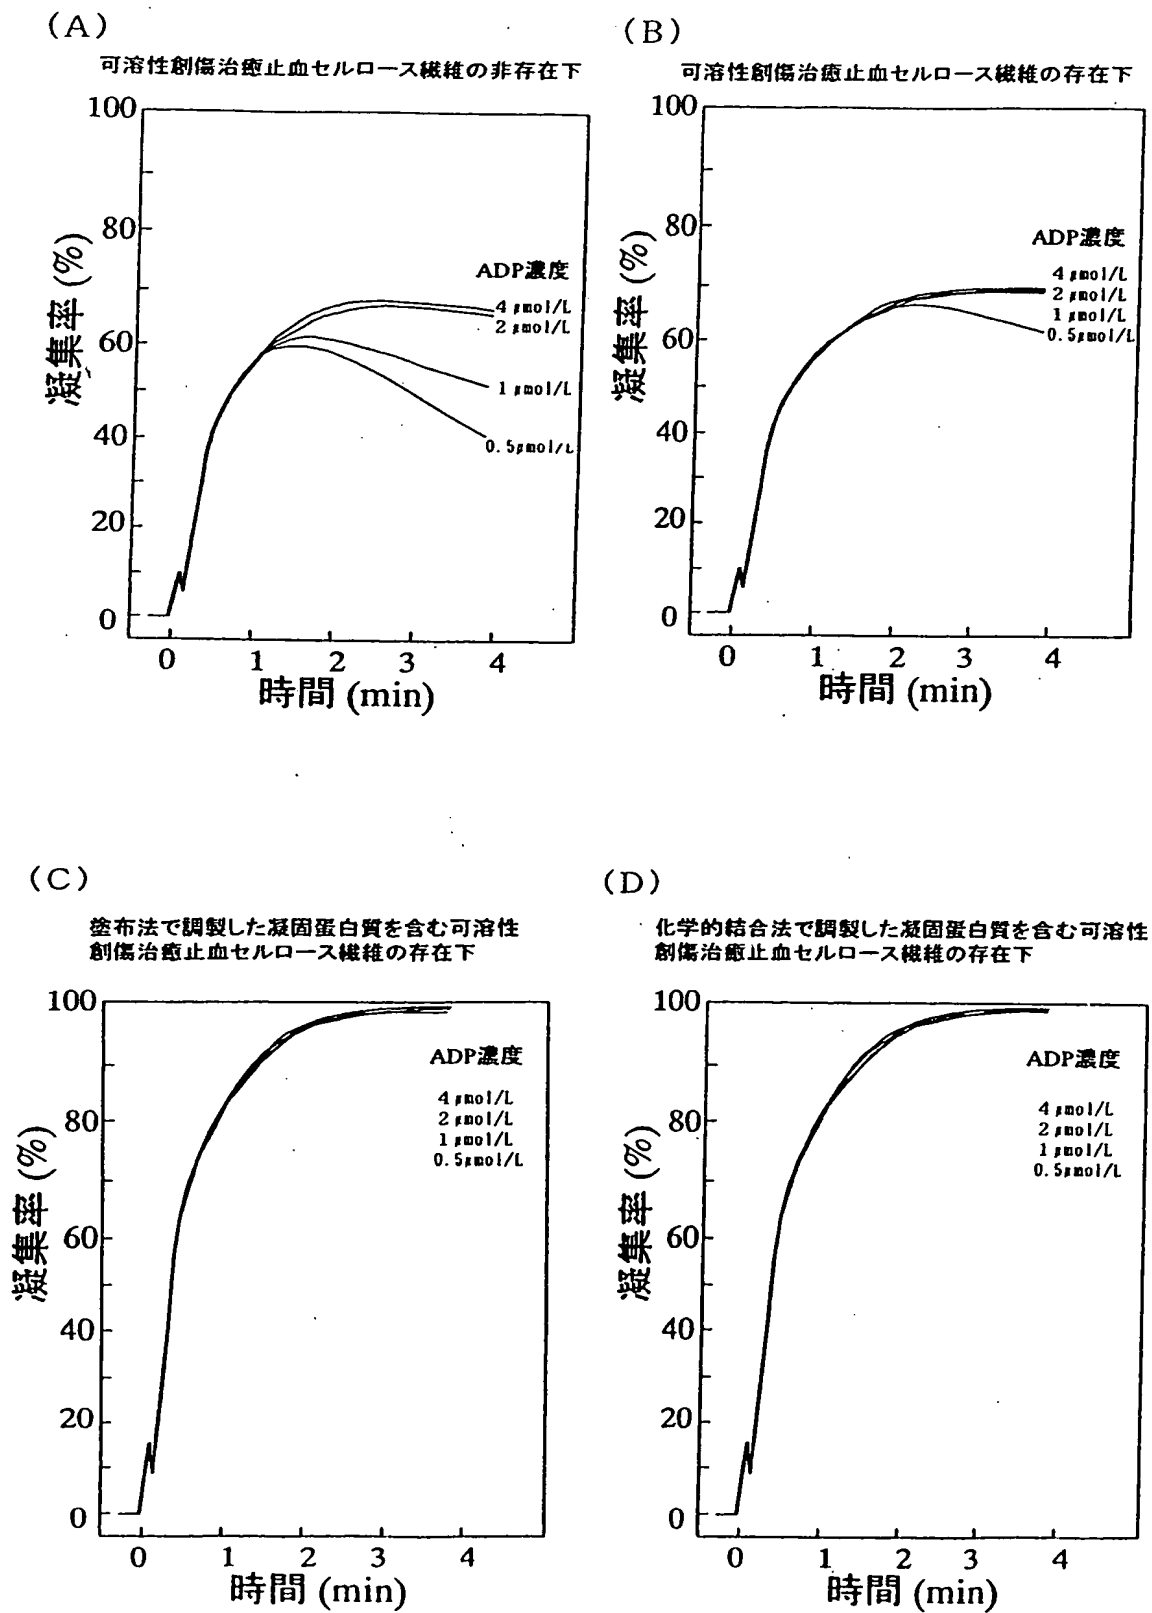 (A)
可溶性創傷治癒止血セルロース繊維の非存在下
100
80
60
40
20
0
凝集率 (%)
ADP濃度
4 μmol/L
2 μmol/L
1 μmol/L
0.5μmol/L
0 1 2 3 4
時間 (min)
(B)
可溶性創傷治癒止血セルロース繊維の存在下
100
80
60
40
20
0
凝集率 (%)
ADP濃度
4 μmol/L
2 μmol/L
1 μmol/L
0.5μmol/L
0 1 2 3 4
時間 (min)
(C)
塗布法で調製した凝固蛋白質を含む可溶性
創傷治癒止血セルロース繊維の存在下
100
80
60
40
20
0
凝集率 (%)
ADP濃度
4 μmol/L
2 μmol/L
1 μmol/L
0.5μmol/L
0 1 2 3 4
時間 (min)
(D)
化学的結合法で調製した凝固蛋白質を含む可溶性
創傷治癒止血セルロース繊維の存在下
100
80
60
40
20
0
凝集率 (%)
ADP濃度
4 μmol/L
2 μmol/L
1 μmol/L
0.5μmol/L
0 1 2 3 4
時間 (min)